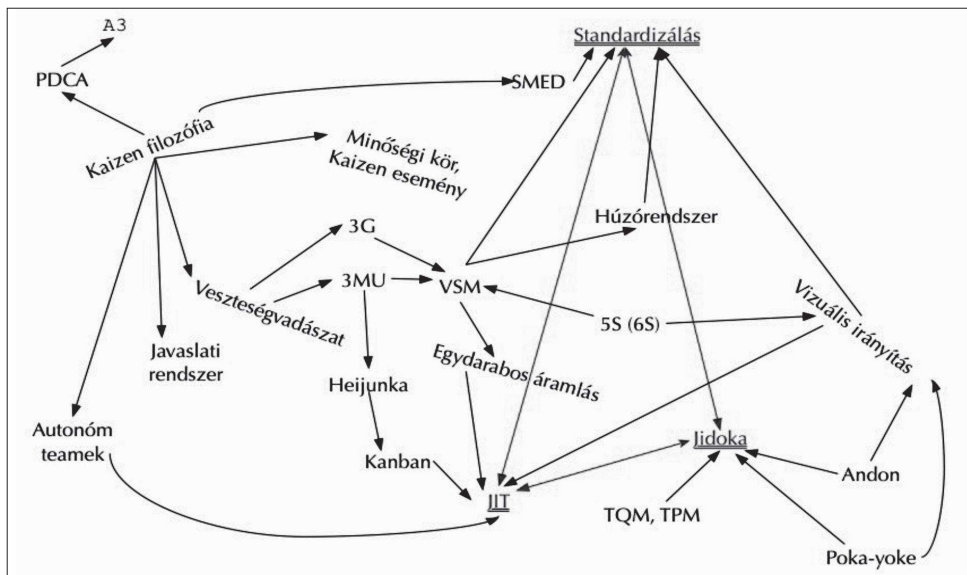 A3
Standardizálás
PDCA
SMED
Kaizen filozófia
Minőségi kör,
Kaizen esemény
Húzórendszer
3G
3MU
VSM
Veszteségvadászat
5S (6S)
Vizuális irányítás
Javaslati
rendszer
Egydarabos áramlás
Heijunka
Autonóm
teamek
Jidoka
Kanban
Andon
JIT
TQM, TPM
Poka-yoke